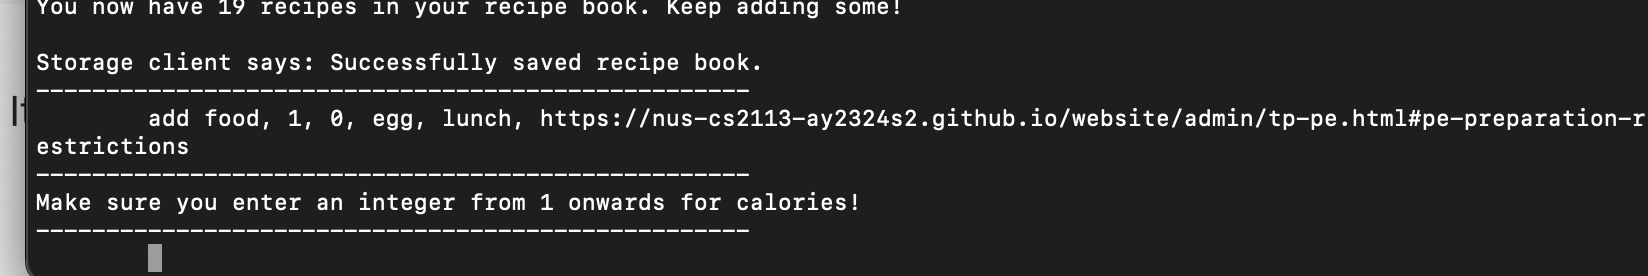 You now have 19 recipes in your recipe book. Keep adding some!
Storage client says: Successfully saved recipe book.
--------------------------------------------------
add food, 1, 0, egg, lunch, https://nus-cs2113-ay2324s2.github.io/website/admin/tp-pe.html#pe-preparation-r
estrictions
--------------------------------------------------
Make sure you enter an integer from 1 onwards for calories!
--------------------------------------------------